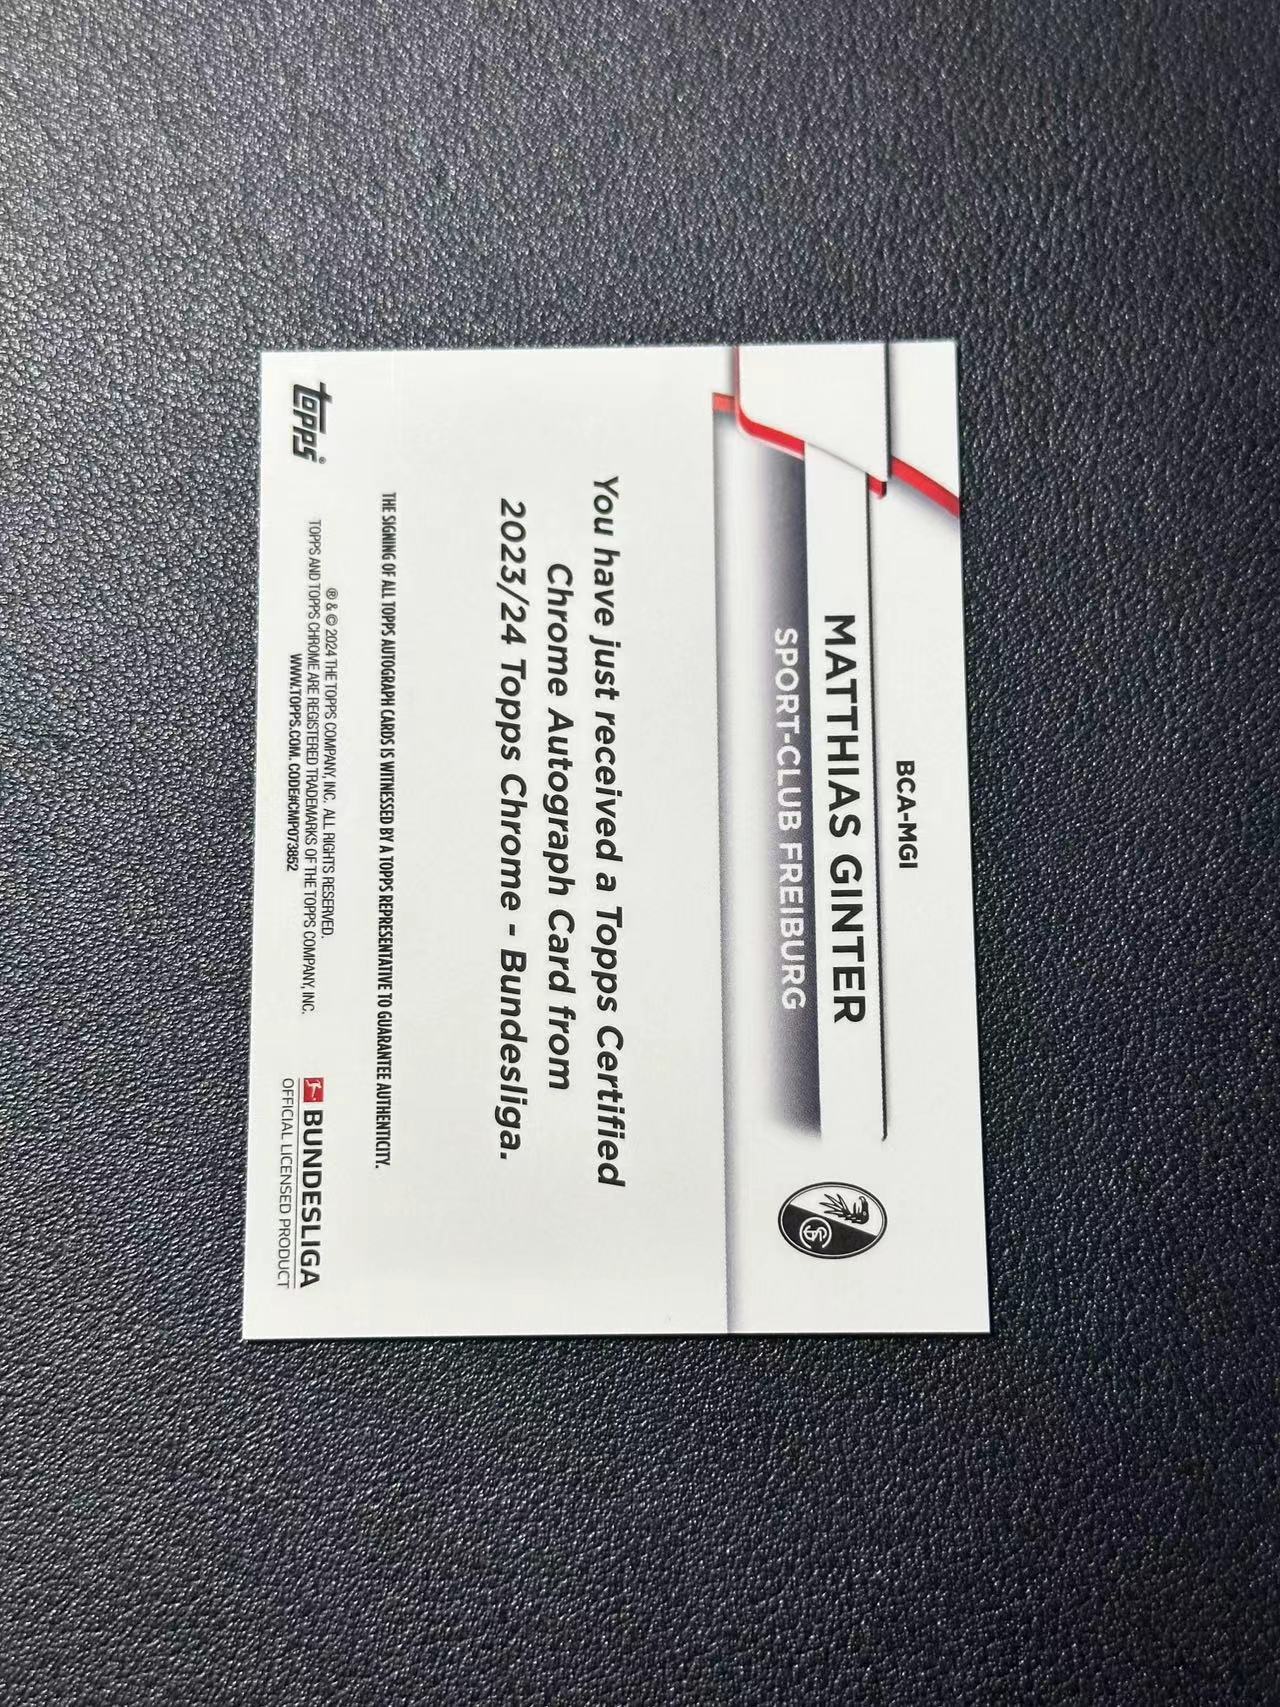 BCA-MGI
MATTHIAS GINTER
SPORT-CLUB FREIBURG
You have just received a Topps Certified
Chrome Autograph Card from
2023/24 Topps Chrome - Bundesliga.
THE SIGNING OF ALL TOPPS AUTOGRAPH CARDS IS WITNESSED BY A TOPPS REPRESENTATIVE TO GUARANTEE AUTHENTICITY.
topps®
® & © 2024 THE TOPPS COMPANY, INC. ALL RIGHTS RESERVED.
TOPPS AND TOPPS CHROME ARE REGISTERED TRADEMARKS OF THE TOPPS COMPANY, INC.
WWW.TOPPS.COM. CODE#CMP073852
BUNDESLIGA
OFFICIAL LICENSED PRODUCT